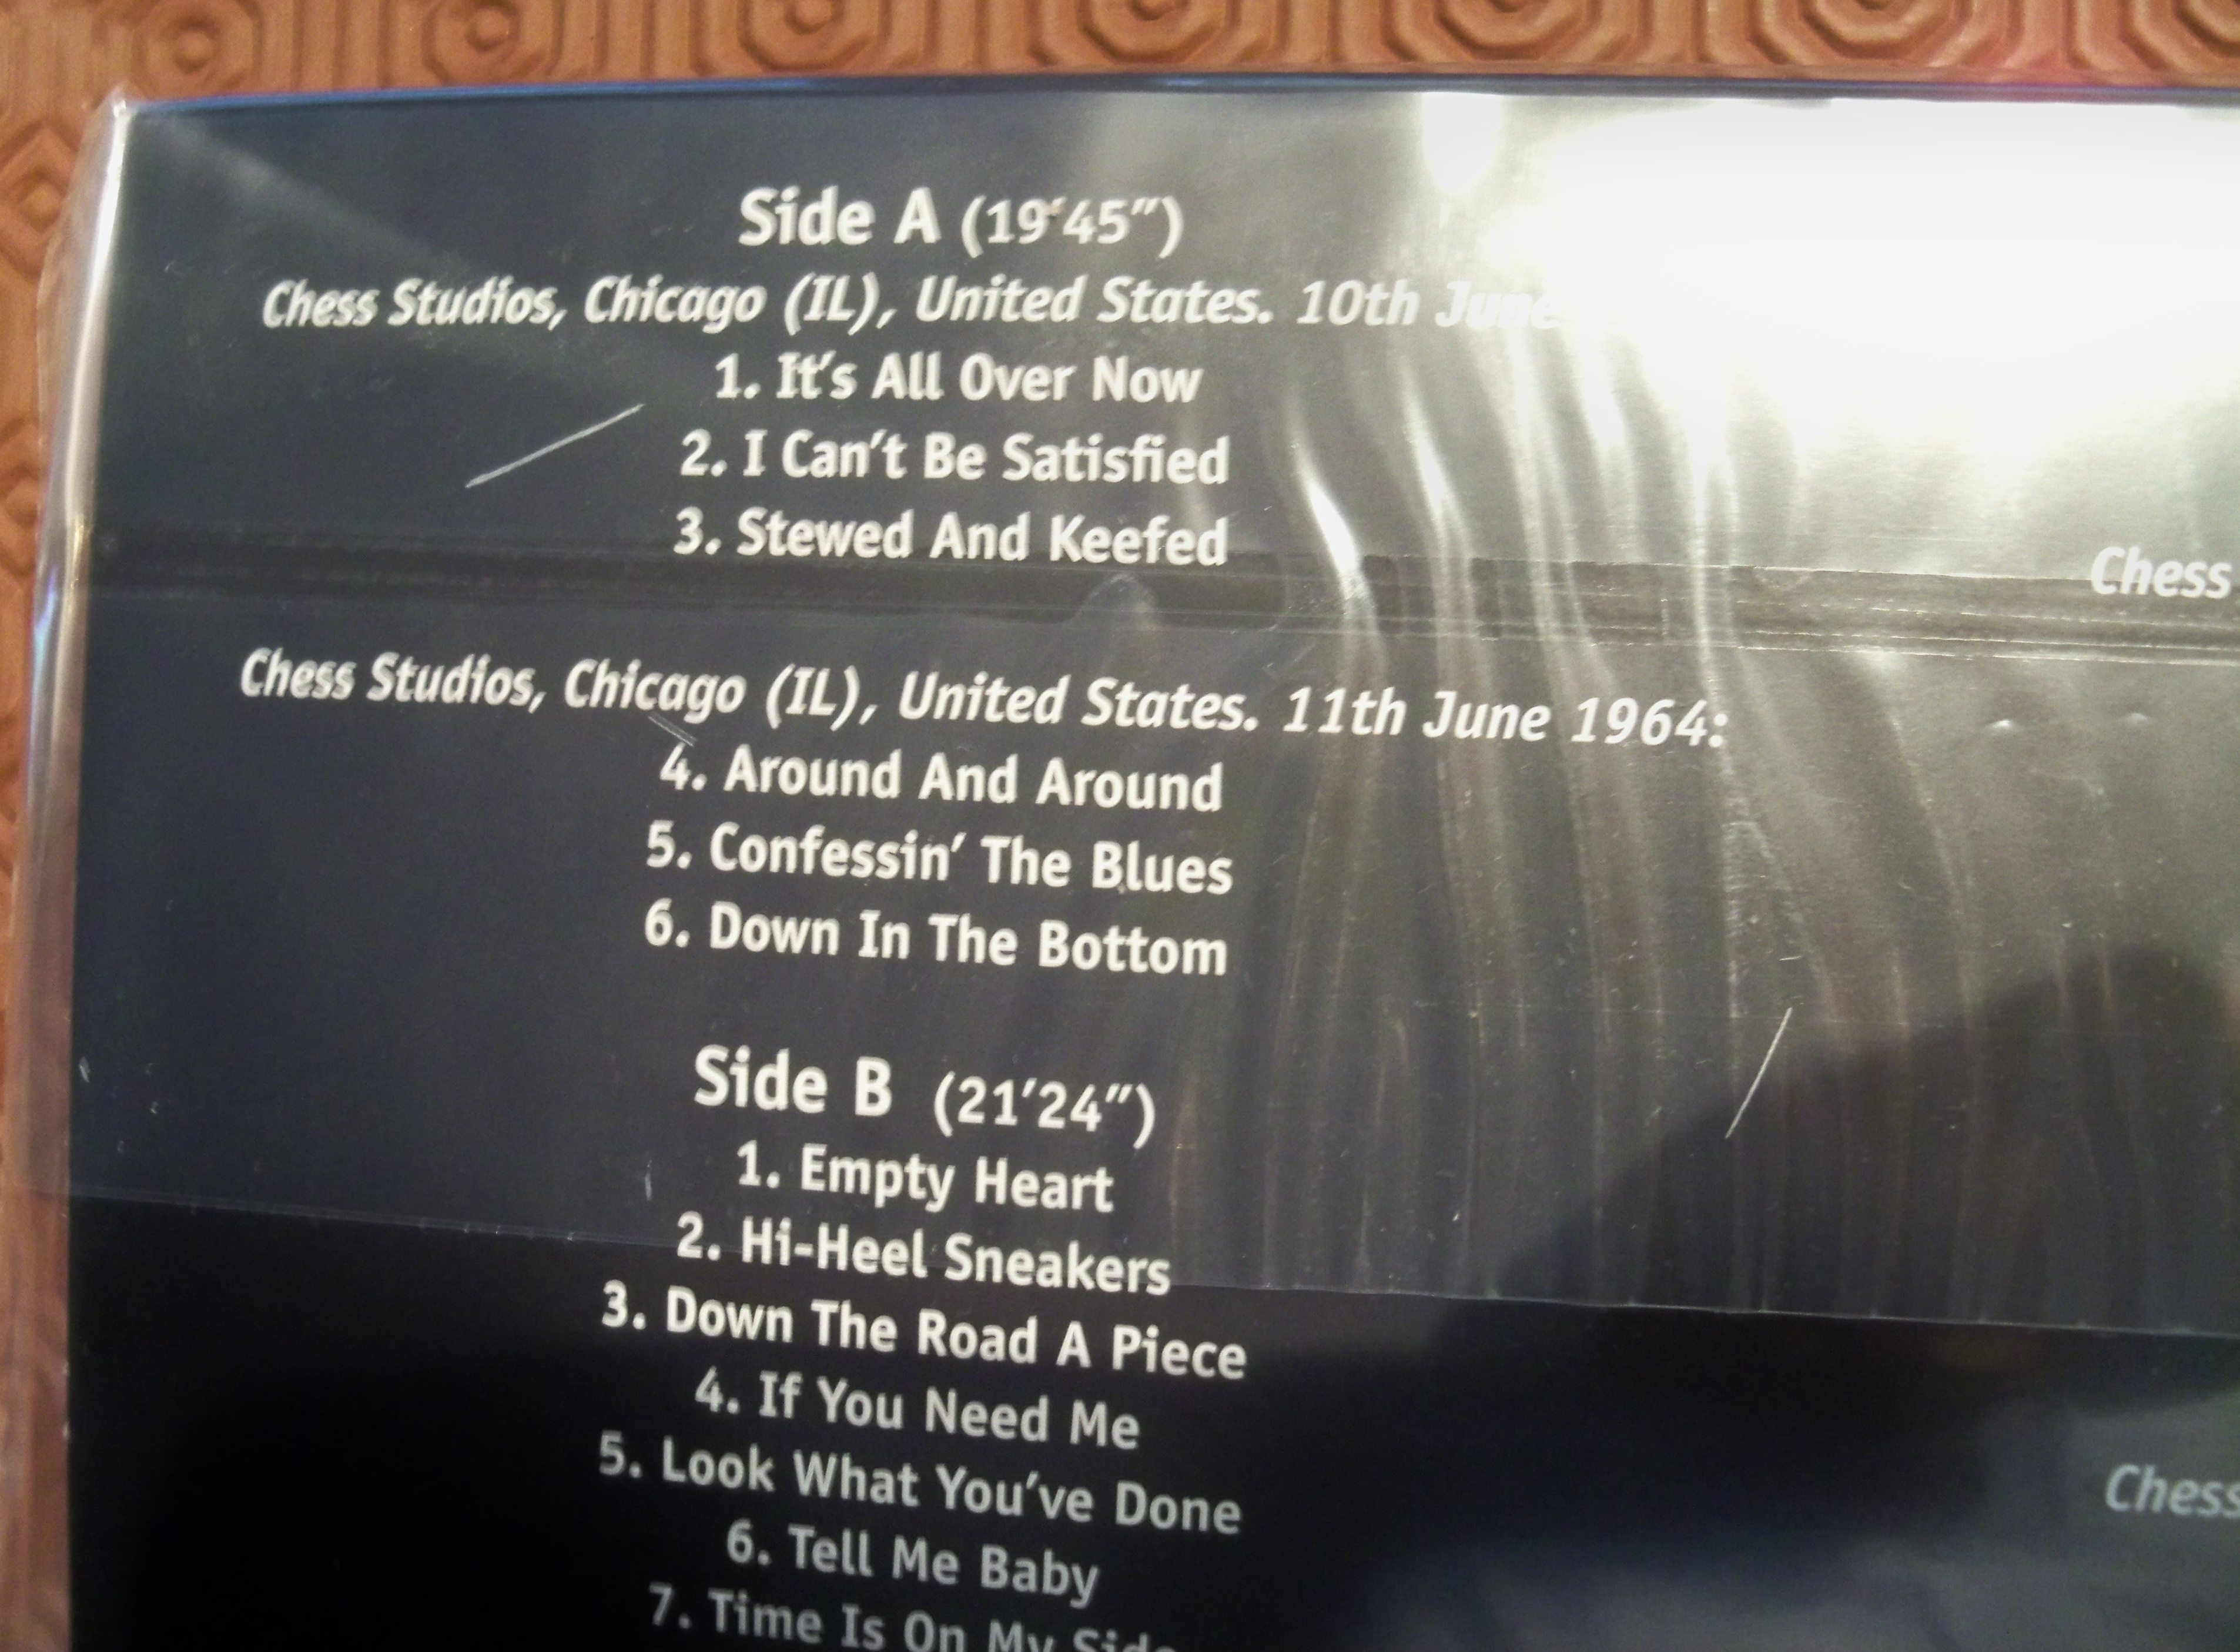 Side A (19'45")
Chess Studios, Chicago (IL), United States. 10th June
1. It's All Over Now
2. I Can't Be Satisfied
3. Stewed And Keefed
Chess Studios, Chicago (IL), United States. 11th June 1964:
4. Around And Around
5. Confessin' The Blues
6. Down In The Bottom
Side B (21'24")
1. Empty Heart
2. Hi-Heel Sneakers
3. Down The Road A Piece
4. If You Need Me
5. Look What You've Done
6. Tell Me Baby
7. Time Is On My Side
Chess
Chess